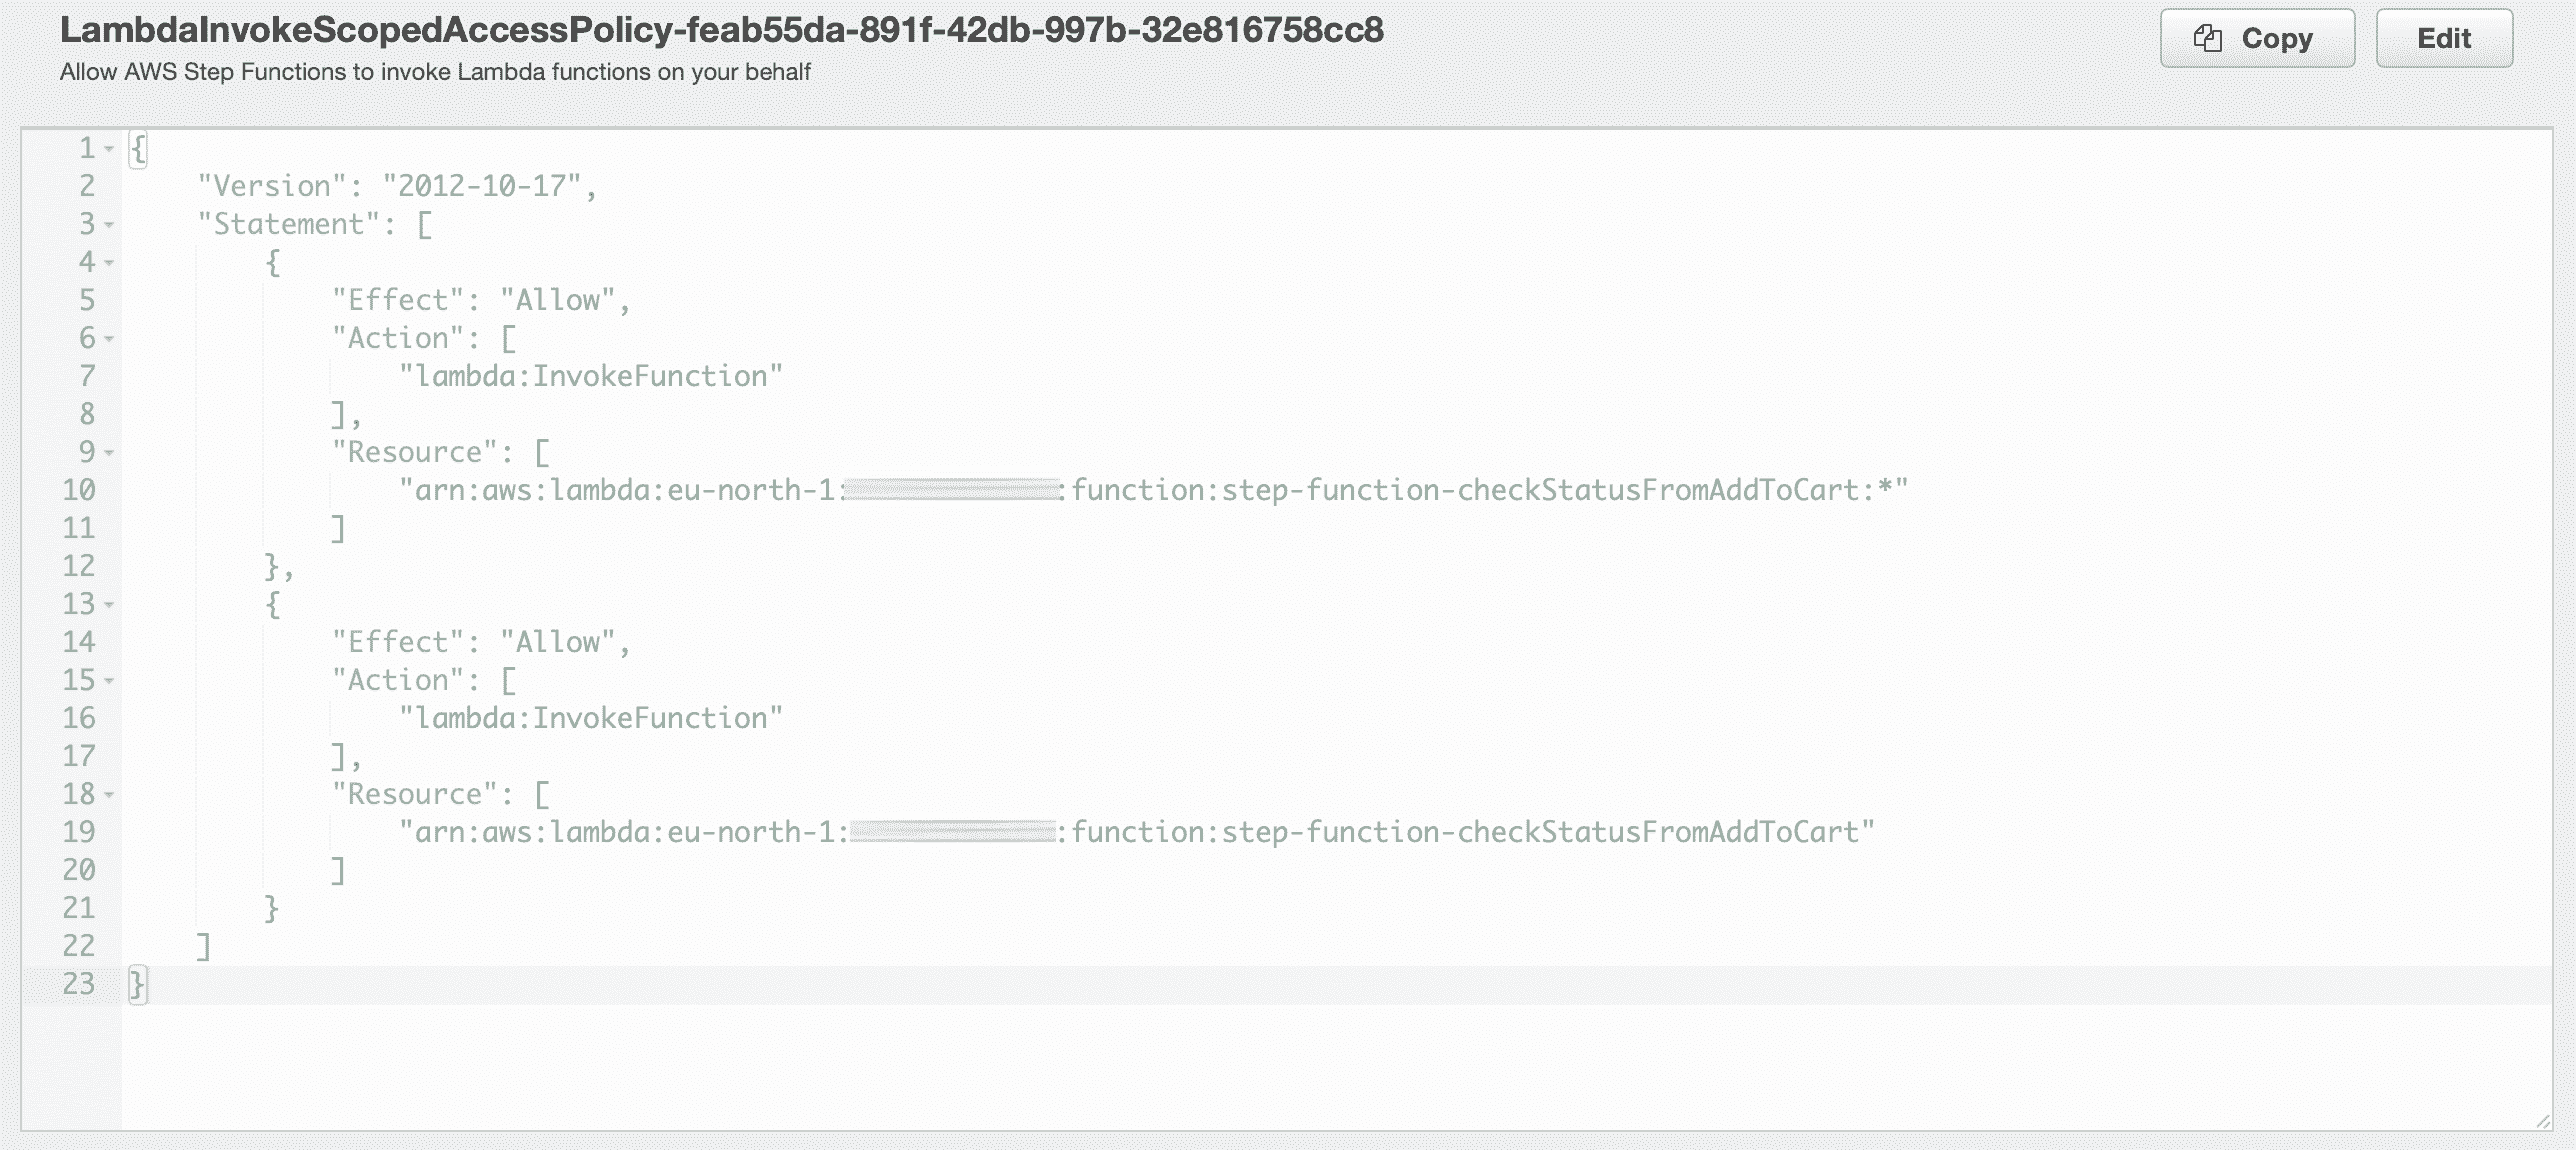 LambdaInvokeScopedAccessPolicy-feab55da-891f-42db-997b-32e816758cc8
Copy
Edit
Allow AWS Step Functions to invoke Lambda functions on your behalf
1 {
2 "Version": "2012-10-17",
3 "Statement": [
4 {
5 "Effect": "Allow",
6 "Action": [
7 "lambda:InvokeFunction"
8 ],
9 "Resource": [
10 "arn:aws:lambda:eu-north-1: :function:step-function-checkStatusFromAddToCart:*"
11 ]
12 },
13 {
14 "Effect": "Allow",
15 "Action": [
16 "lambda:InvokeFunction"
17 ],
18 "Resource": [
19 "arn:aws:lambda:eu-north-1: :function:step-function-checkStatusFromAddToCart"
20 ]
21 }
22 ]
23 }